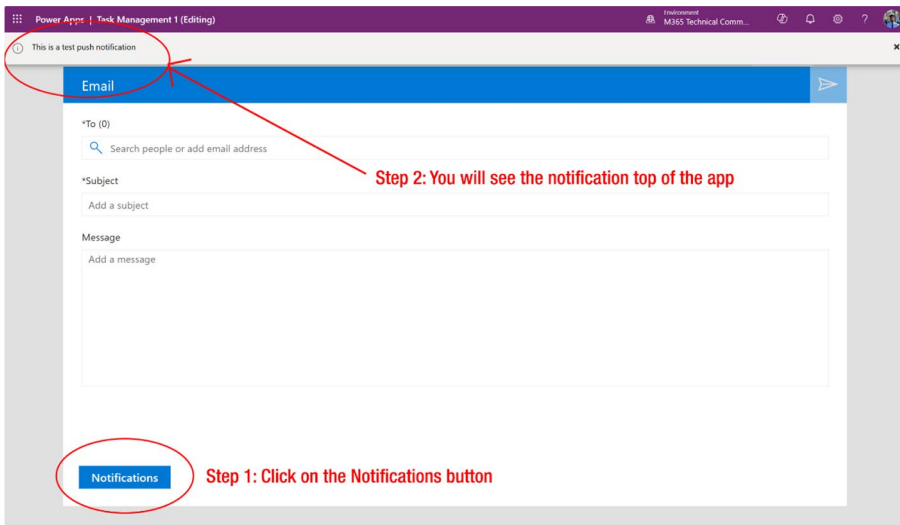 Power Apps | Task Management 1 (Editing)
Environment
M365 Technical Comm...
?
This is a test push notification
Email
*To (0)
Search people or add email address
Step 2: You will see the notification top of the app
*Subject
Add a subject
Message
Add a message
Notifications
Step 1: Click on the Notifications button